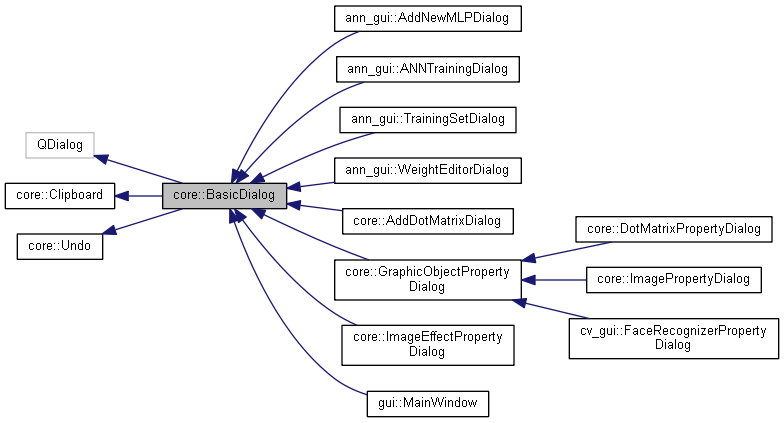 QDialog
core::Clipboard
core::Undo
core::BasicDialog
ann_gui::AddNewMLPDialog
ann_gui::ANNTrainingDialog
ann_gui::TrainingSetDialog
ann_gui::WeightEditorDialog
core::AddDotMatrixDialog
core::GraphicObjectProperty
Dialog
core::ImageEffectProperty
Dialog
gui::MainWindow
core::DotMatrixPropertyDialog
core::ImagePropertyDialog
cv_gui::FaceRecognizerProperty
Dialog